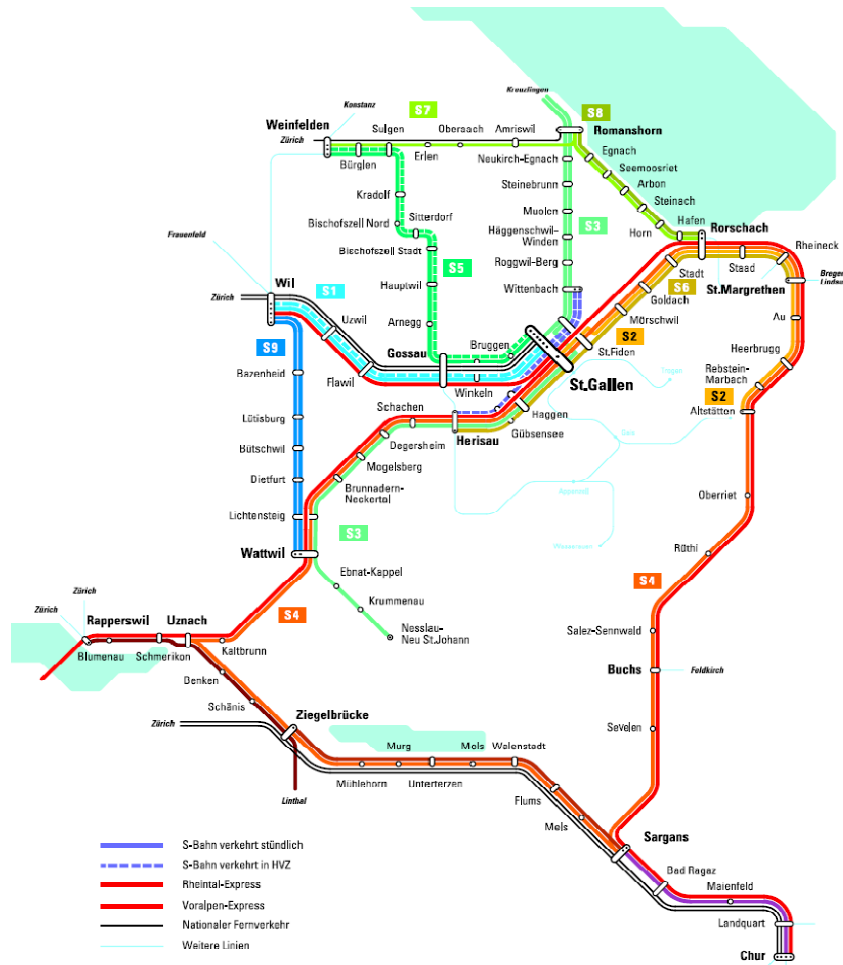 Kreuzlingen
Konstanz
S7
S8
Weinfelden
Sulgen
Oberaach
Amriswil
Romanshorn
Zürich
Bürglen
Erlen
Neukirch-Egnach
Egnach
Seemoosriet
Kradolf
Steinebrunn
Arbon
Bischofszell Nord
Sitterdorf
Muolen
Steinach
Häggenschwil-
Winden
S3
Horn
Hafen
Rorschach
Frauenfeld
Bischofszell Stadt
S5
Roggwil-Berg
Stadt
Staad
Rheineck
Wil
S1
Hauptwil
Wittenbach
S6
St.Margrethen
Bregenz
Zürich
Uzwil
Arnegg
Goldach
Au
S9
Gossau
Bruggen
Mörschwil
S2
Heerbrugg
Bazenheid
Flawil
Winkeln
St.Fiden
St.Gallen
Trogen
Rebstein-
Marbach
S2
Lütisburg
Schachen
Herisau
Haggen
Gübsensee
Altstätten
Bütschwil
Degersheim
Gais
Dietfurt
Mogelsberg
Brunnadern-
Neckertal
Appenzell
Oberriet
Lichtensteig
S3
Wasserauen
Wattwil
Ebnat-Kappel
Rüthi
S4
Zürich
Zürich
Rapperswil
Uznach
S4
Krummenau
Nesslau-
Neu St.Johann
Salez-Sennwald
Blumenau
Schmerikon
Kaltbrunn
Buchs
Feldkirch
Benken
Schänis
Ziegelbrücke
Sevelen
Zürich
Murg
Mols
Walenstadt
Mühlehorn
Unterterzen
Linthal
Flums
Mels
Sargans
Bad Ragaz
Maienfeld
Landquart
Chur
S-Bahn verkehrt stündlich
S-Bahn verkehrt in HVZ
Rheintal-Express
Voralpen-Express
Nationaler Fernverkehr
Weitere Linien